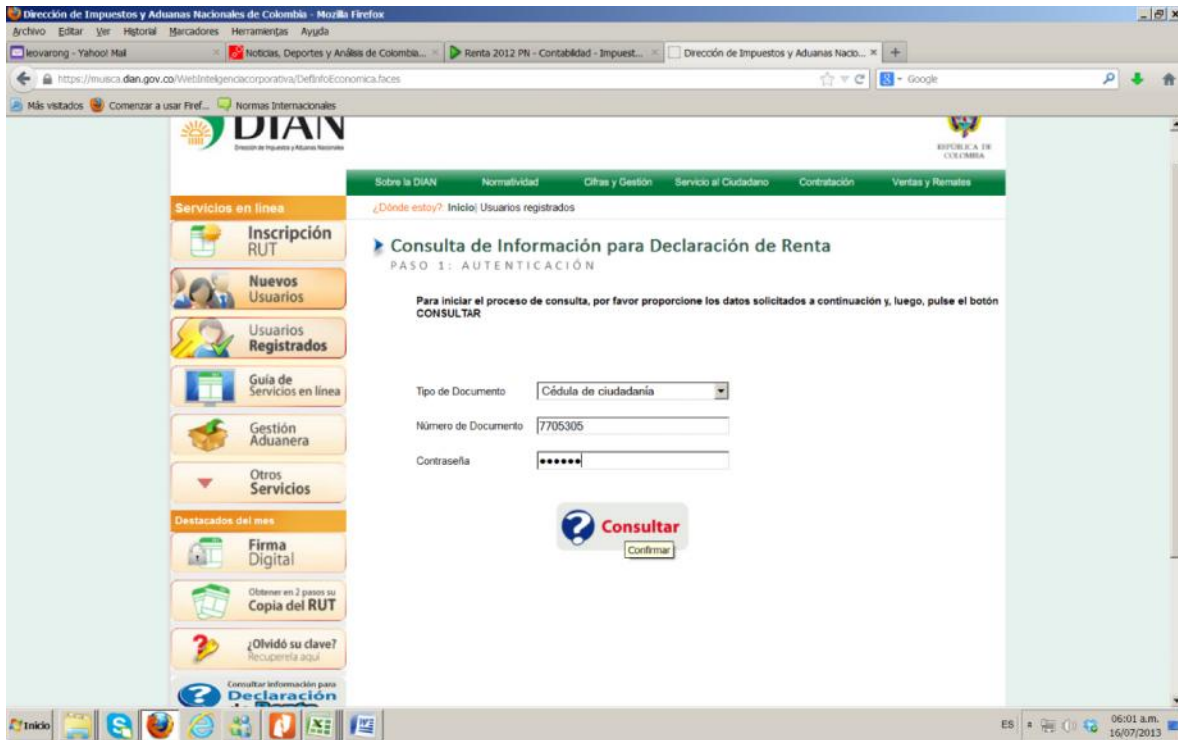 Dirección de Impuestos y Aduanas Nacionales de Colombia - Mozilla Firefox
Archivo Editar Ver Historial Marcadores Herramientas Ayuda
leovarong - Yahoo! Mail
Noticias, Deportes y Análisis de Colombia...
Renta 2012 PN - Contabilidad - Impuest...
Dirección de Impuestos y Aduanas Nacio...
https://muisca.dian.gov.co/WebInteligenciacorporativa/DefInfoEconomica.faces
Google
Más visitados Comenzar a usar Firef... Normas Internacionales
DIAN
Dirección de Impuestos y Aduanas Nacionales
REPÚBLICA DE
COLOMBIA
Sobre la DIAN Normatividad Cifras y Gestión Servicio al Ciudadano Contratación Ventas y Remates
Servicios en línea
¿Dónde estoy?: Inicio| Usuarios registrados
Inscripción
RUT
Nuevos
Usuarios
Usuarios
Registrados
Guía de
Servicios en línea
Gestión
Aduanera
Otros
Servicios
Destacados del mes
Firma
Digital
Obtener en 2 pasos su
Copia del RUT
¿Olvidó su clave?
Recuperela aquí
Consultar información para
Declaración
de Renta
Consulta de Información para Declaración de Renta
PASO 1: AUTENTICACIÓN
Para iniciar el proceso de consulta, por favor proporcione los datos solicitados a continuación y, luego, pulse el botón
CONSULTAR
Tipo de Documento Cédula de ciudadanía
Número de Documento 7705305
Contraseña ••••••
Consultar
Confirmar
Inicio
ES
06:01 a.m.
16/07/2013